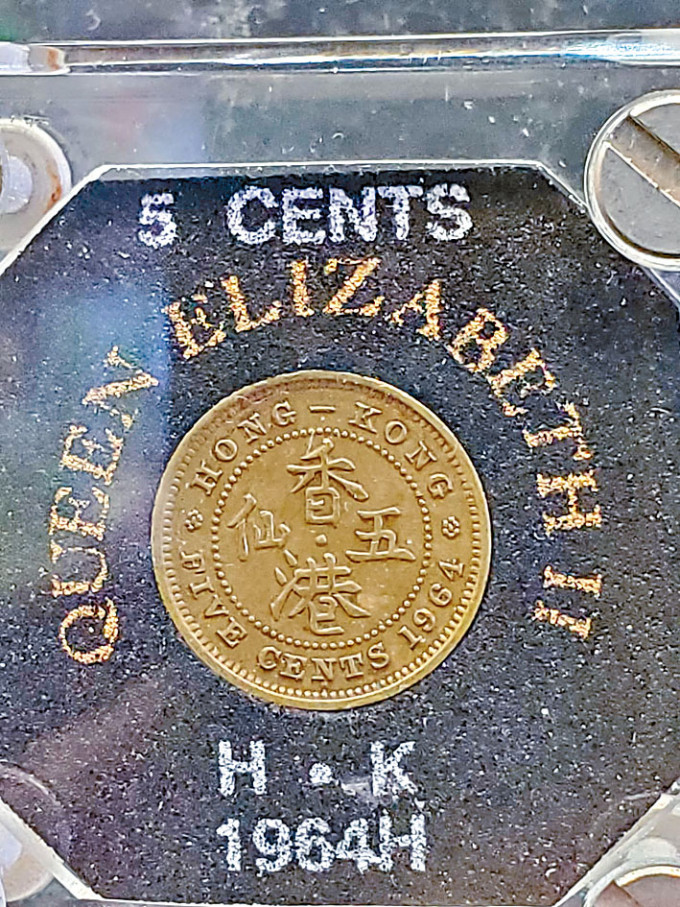 5 CENTS
QUEEN ELIZABETH II
HONG – KONG
香
五 仙
港
FIVE CENTS 1964
H · K
1964H